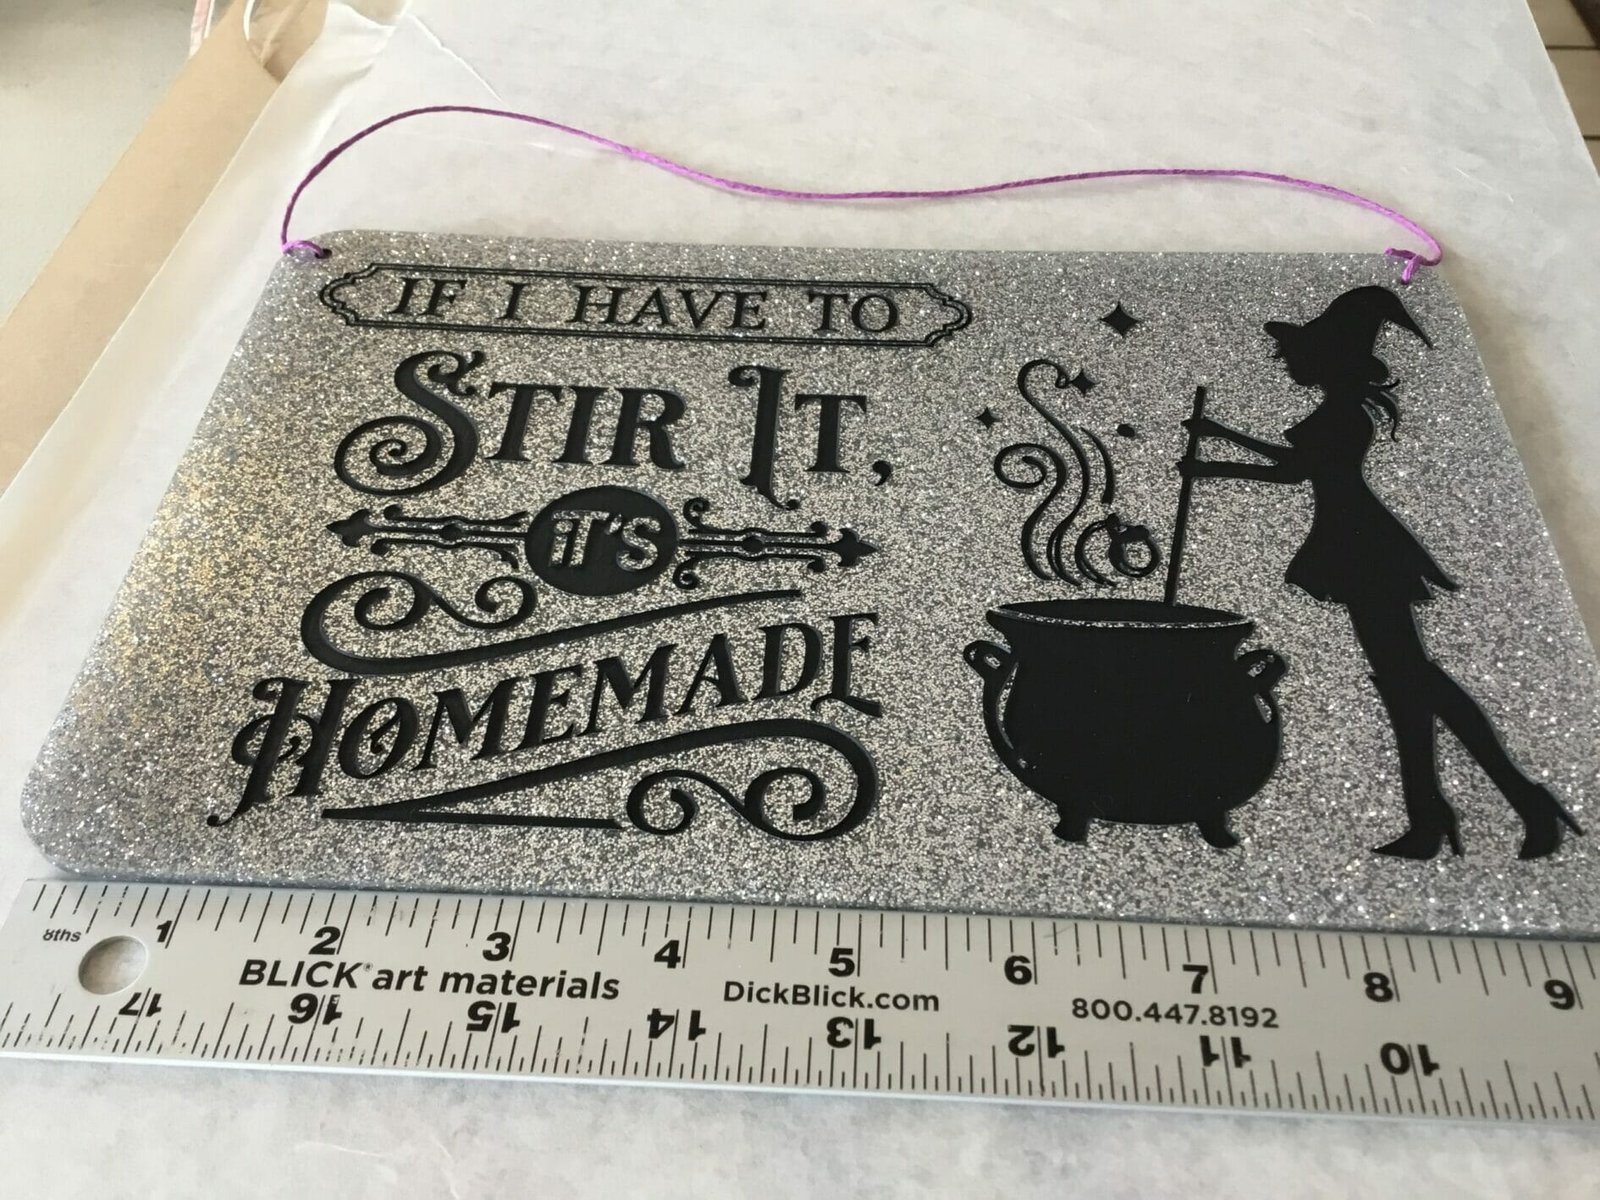 IF I HAVE TO
STIR IT,
iT'S
HOMEMADE
1 2 3 4 5 6 7 8 9
8ths
BLICK® art materials DickBlick.com 800.447.8192
17 16 15 14 13 12 11 10